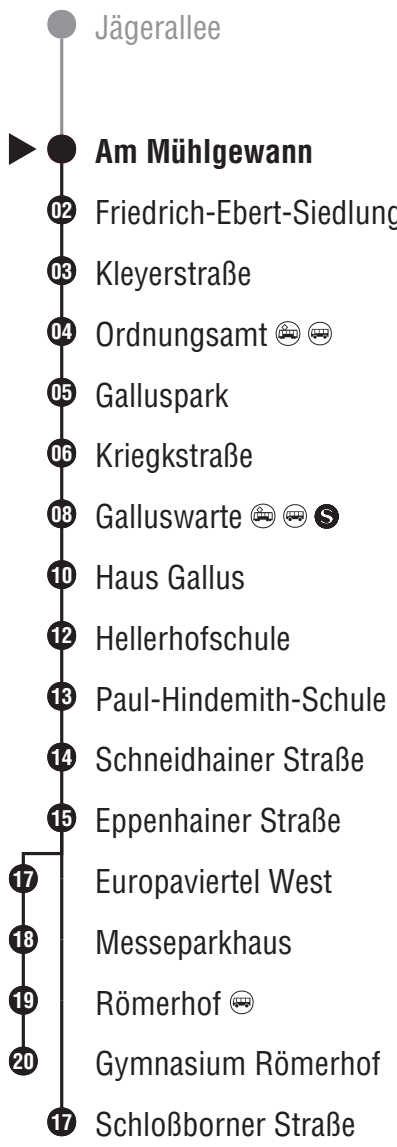 Jägerallee
Am Mühlgewann
02 Friedrich-Ebert-Siedlung
03 Kleyerstraße
04 Ordnungsamt
05 Galluspark
06 Kriegkstraße
08 Galluswarte S
10 Haus Gallus
12 Hellerhofschule
13 Paul-Hindemith-Schule
14 Schneidhainer Straße
15 Eppenhainer Straße
17 Europaviertel West
18 Messeparkhaus
19 Römerhof
20 Gymnasium Römerhof
17 Schloßborner Straße